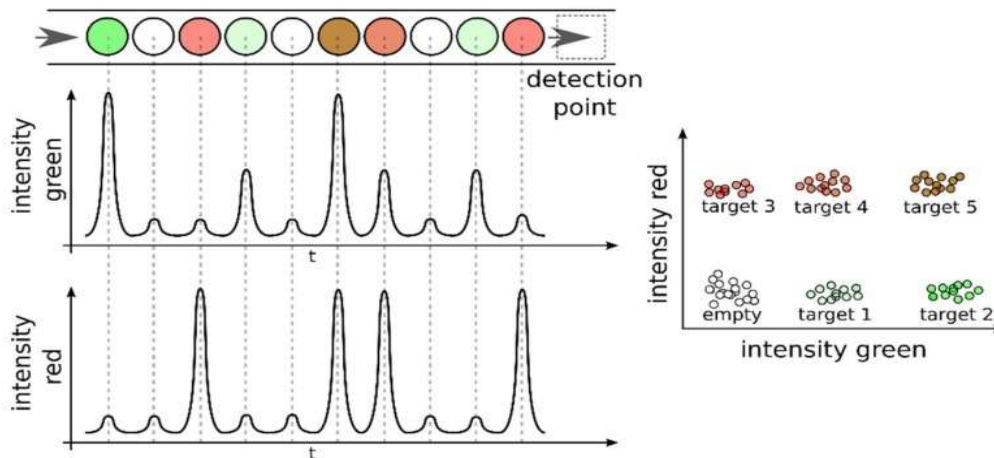 detection
point
intensity
green
t
intensity
red
t
intensity red
target 3 target 4 target 5
empty target 1 target 2
intensity green